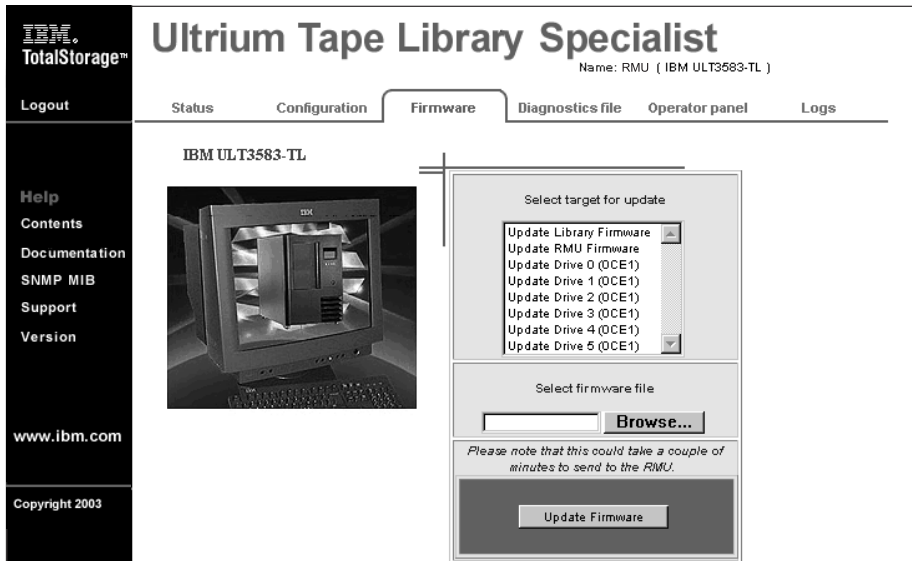 IBM.
TotalStorage™
Ultrium Tape Library Specialist
Name: RMU ( IBM ULT3583-TL )
Logout
Status
Configuration
Firmware
Diagnostics file
Operator panel
Logs
IBM ULT3583-TL
Help
Contents
Documentation
SNMP MIB
Support
Version
www.ibm.com
Copyright 2003
IBM
Select target for update
Update Library Firmware
Update RMU Firmware
Update Drive 0 (0CE1)
Update Drive 1 (0CE1)
Update Drive 2 (0CE1)
Update Drive 3 (0CE1)
Update Drive 4 (0CE1)
Update Drive 5 (0CE1)
Select firmware file
Browse...
Please note that this could take a couple of
minutes to send to the RMU.
Update Firmware